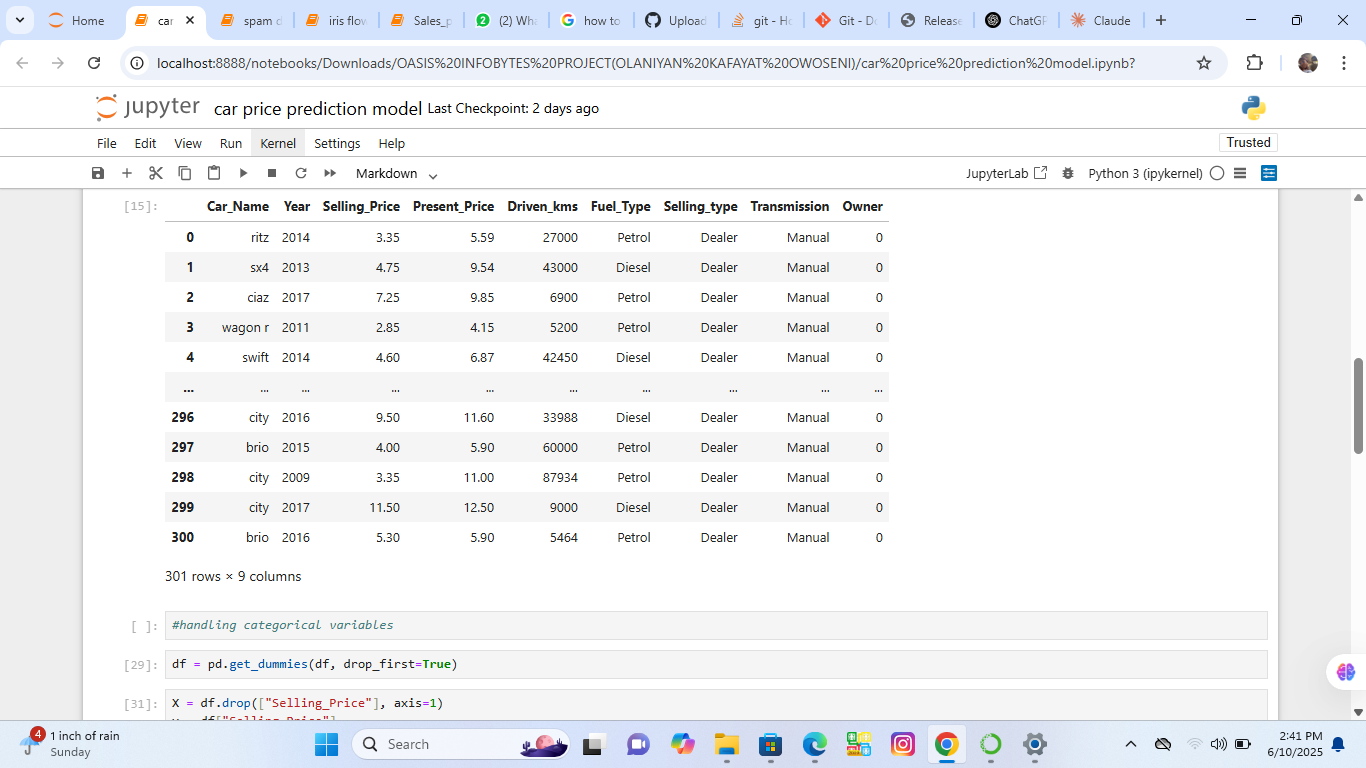 Home car spam d iris flow Sales_p 2 (2) Wha how to Upload git - Ho Git - Do Release ChatGP Claude
localhost:8888/notebooks/Downloads/OASIS%20INFOBYTES%20PROJECT(OLANIYAN%20KAFAYAT%20OWOSENI)/car%20price%20prediction%20model.ipynb?
jupyter car price prediction model Last Checkpoint: 2 days ago
File Edit View Run Kernel Settings Help Trusted
Markdown JupyterLab Python 3 (ipykernel)
[15]: Car_Name Year Selling_Price Present_Price Driven_kms Fuel_Type Selling_type Transmission Owner
0 ritz 2014 3.35 5.59 27000 Petrol Dealer Manual 0
1 sx4 2013 4.75 9.54 43000 Diesel Dealer Manual 0
2 ciaz 2017 7.25 9.85 6900 Petrol Dealer Manual 0
3 wagon r 2011 2.85 4.15 5200 Petrol Dealer Manual 0
4 swift 2014 4.60 6.87 42450 Diesel Dealer Manual 0
... ... ... ... ... ... ... ... ... ...
296 city 2016 9.50 11.60 33988 Diesel Dealer Manual 0
297 brio 2015 4.00 5.90 60000 Petrol Dealer Manual 0
298 city 2009 3.35 11.00 87934 Petrol Dealer Manual 0
299 city 2017 11.50 12.50 9000 Diesel Dealer Manual 0
300 brio 2016 5.30 5.90 5464 Petrol Dealer Manual 0
301 rows × 9 columns
[ ]: #handling categorical variables
[29]: df = pd.get_dummies(df, drop_first=True)
[31]: X = df.drop(["Selling_Price"], axis=1)
y = df["Selling_Price"]
4 1 inch of rain
Sunday
Search
2:41 PM
6/10/2025